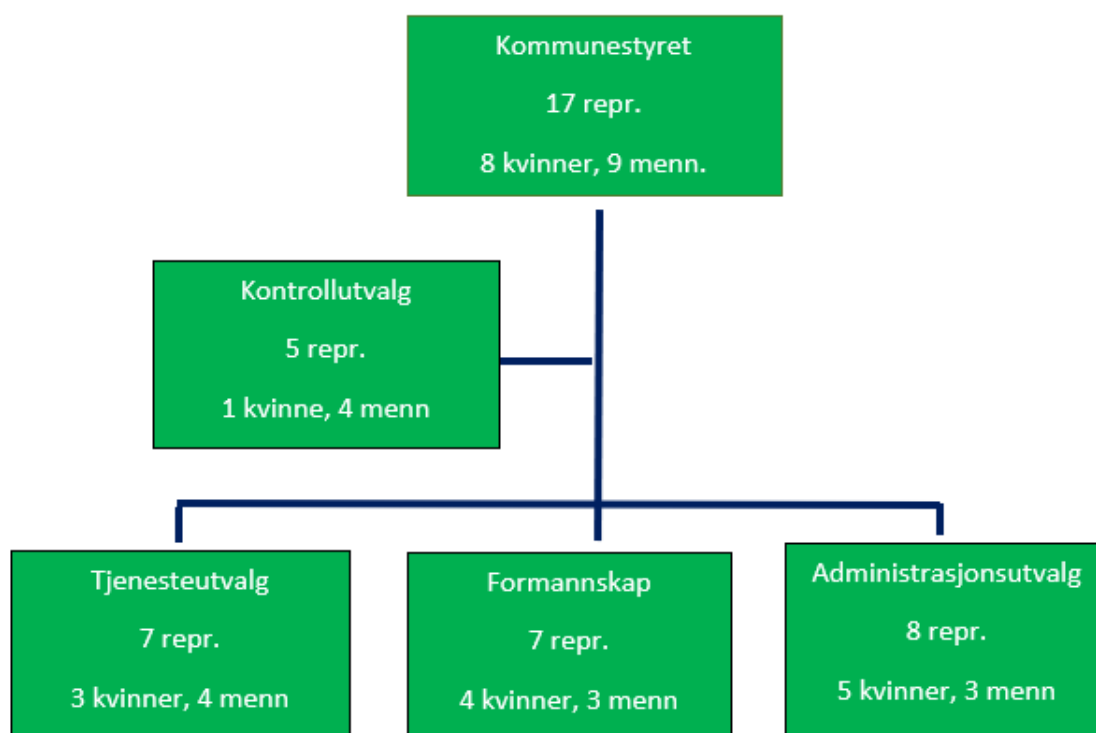 Kommunestyret
17 repr.
8 kvinner, 9 menn.
Kontrollutvalg
5 repr.
1 kvinne, 4 menn
Tjenesteutvalg
7 repr.
3 kvinner, 4 menn
Formannskap
7 repr.
4 kvinner, 3 menn
Administrasjonsutvalg
8 repr.
5 kvinner, 3 menn